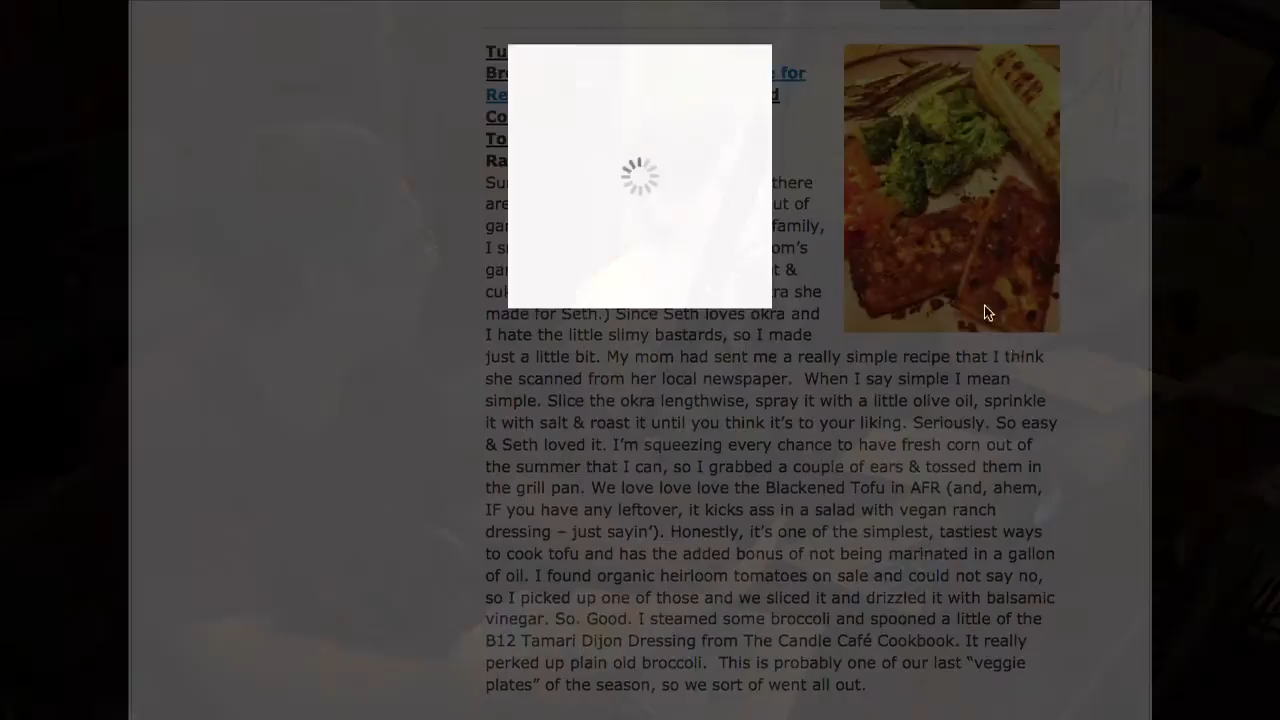 Tu
Bro for
Re d
Co
To
Ra
Su there
are ut of
ga family,
I s om's
ga t &
cuk ra she
made for Seth.) Since Seth loves okra and
I hate the little slimy bastards, so I made
just a little bit. My mom had sent me a really simple recipe that I think
she scanned from her local newspaper. When I say simple I mean
simple. Slice the okra lengthwise, spray it with a little olive oil, sprinkle
it with salt & roast it until you think it's to your liking. Seriously. So easy
& Seth loved it. I'm squeezing every chance to have fresh corn out of
the summer that I can, so I grabbed a couple of ears & tossed them in
the grill pan. We love love love the Blackened Tofu in AFR (and, ahem,
IF you have any leftover, it kicks ass in a salad with vegan ranch
dressing – just sayin'). Honestly, it's one of the simplest, tastiest ways
to cook tofu and has the added bonus of not being marinated in a gallon
of oil. I found organic heirloom tomatoes on sale and could not say no,
so I picked up one of those and we sliced it and drizzled it with balsamic
vinegar. So. Good. I steamed some broccoli and spooned a little of the
B12 Tamari Dijon Dressing from The Candle Café Cookbook. It really
perked up plain old broccoli. This is probably one of our last “veggie
plates” of the season, so we sort of went all out.